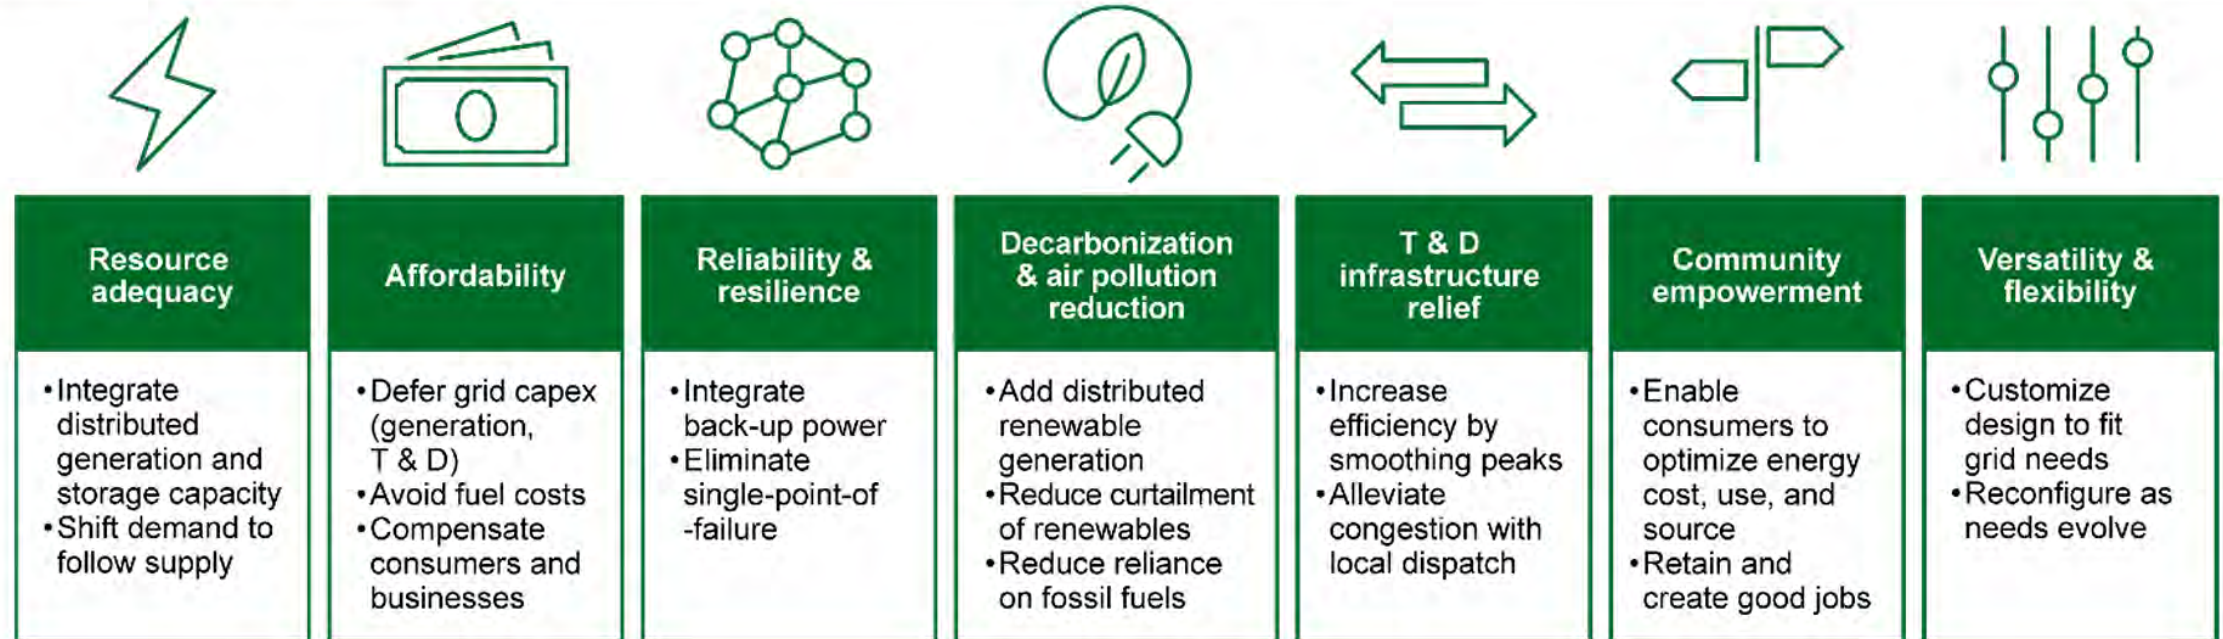 Resource
adequacy
•Integrate
distributed
generation and
storage capacity
•Shift demand to
follow supply
Affordability
•Defer grid capex
(generation,
T & D)
•Avoid fuel costs
•Compensate
consumers and
businesses
Reliability &
resilience
•Integrate
back-up power
•Eliminate
single-point-of
-failure
Decarbonization
& air pollution
reduction
•Add distributed
renewable
generation
•Reduce curtailment
of renewables
•Reduce reliance
on fossil fuels
T & D
infrastructure
relief
•Increase
efficiency by
smoothing peaks
•Alleviate
congestion with
local dispatch
Community
empowerment
•Enable
consumers to
optimize energy
cost, use, and
source
•Retain and
create good jobs
Versatility &
flexibility
•Customize
design to fit
grid needs
•Reconfigure as
needs evolve